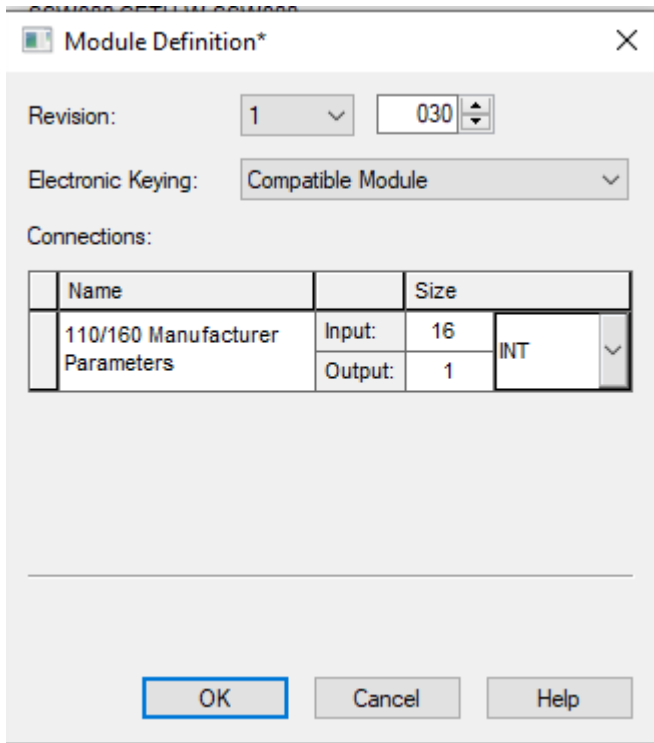 Module Definition*
Revision: 1 030
Electronic Keying: Compatible Module
Connections:
Name Size
110/160 Manufacturer Parameters
Input: 16 INT
Output: 1
OK Cancel Help